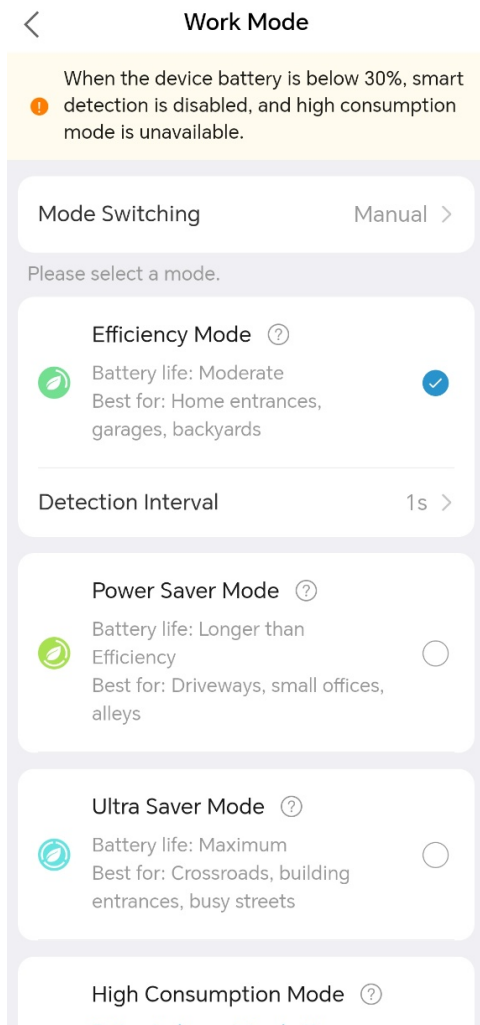 Work Mode
When the device battery is below 30%, smart
detection is disabled, and high consumption
mode is unavailable.
Mode Switching Manual
Please select a mode.
Efficiency Mode
Battery life: Moderate
Best for: Home entrances,
garages, backyards
Detection Interval 1s
Power Saver Mode
Battery life: Longer than
Efficiency
Best for: Driveways, small offices,
alleys
Ultra Saver Mode
Battery life: Maximum
Best for: Crossroads, building
entrances, busy streets
High Consumption Mode